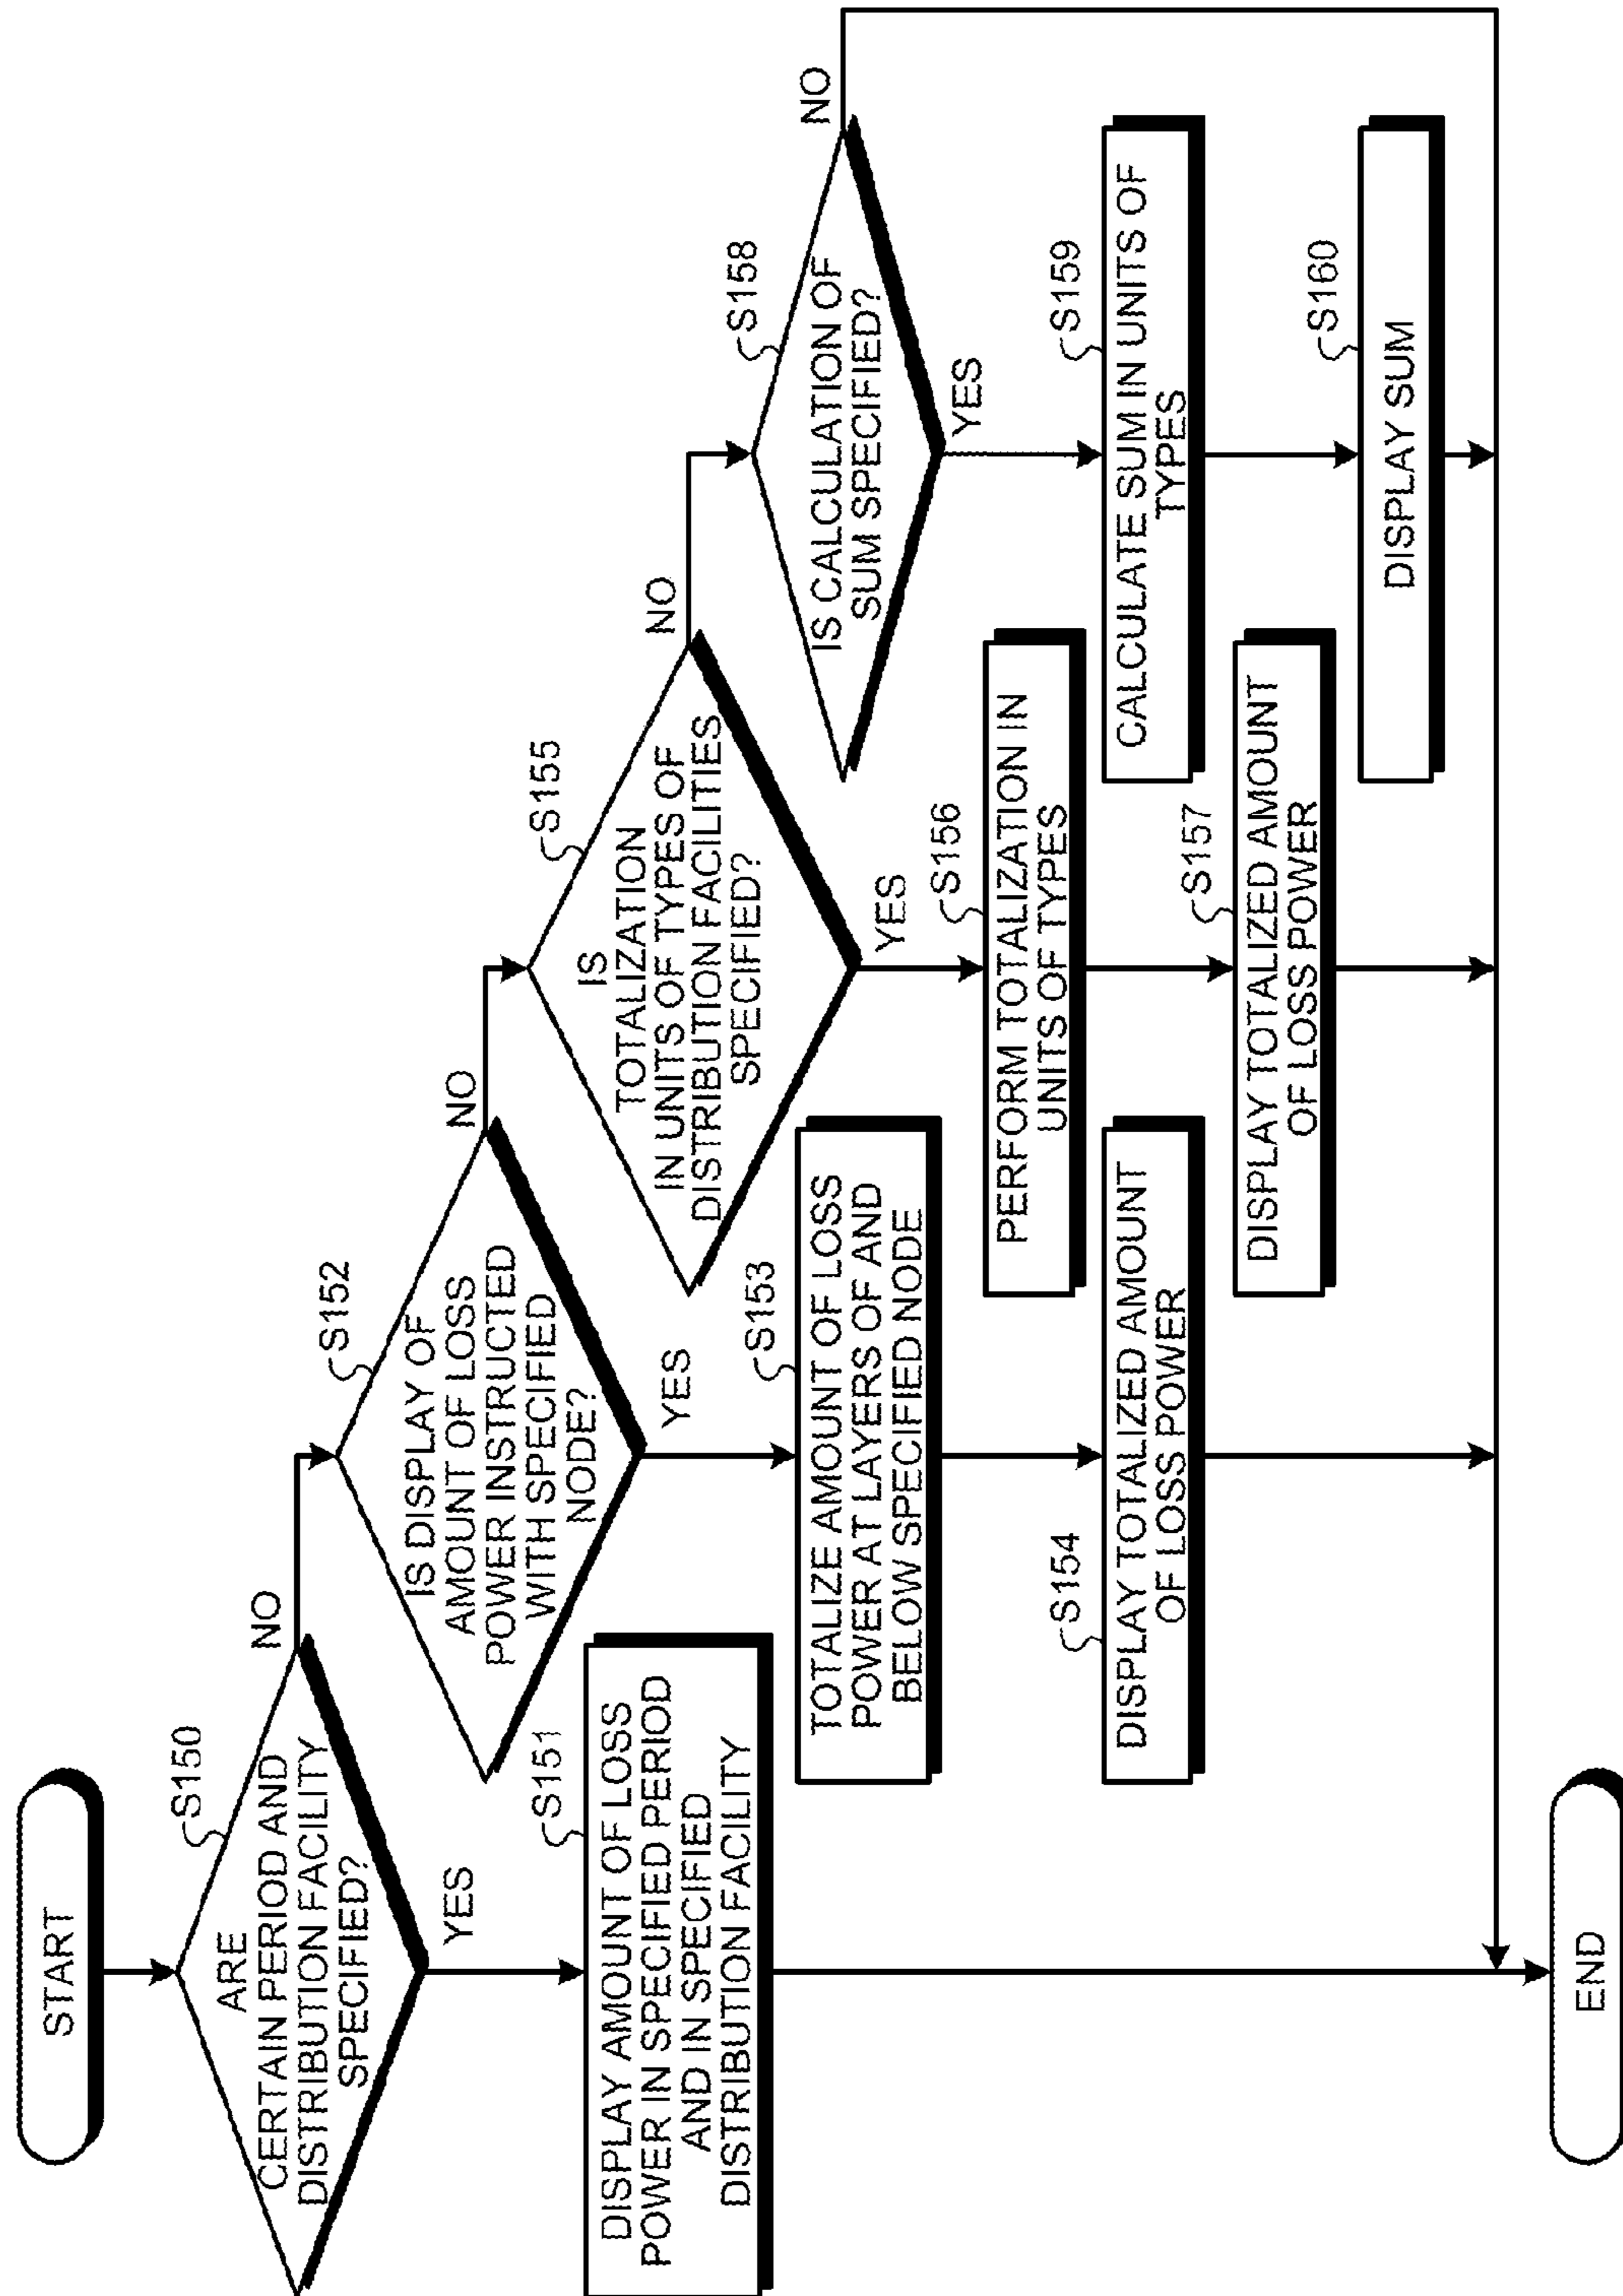 START
S150
ARE
CERTAIN PERIOD AND
DISTRIBUTION FACILITY
SPECIFIED?
NO
YES
S151
DISPLAY AMOUNT OF LOSS
POWER IN SPECIFIED PERIOD
AND IN SPECIFIED
DISTRIBUTION FACILITY
S152
IS DISPLAY OF
AMOUNT OF LOSS
POWER INSTRUCTED
WITH SPECIFIED
NODE?
NO
YES
S153
TOTALIZE AMOUNT OF LOSS
POWER AT LAYERS OF AND
BELOW SPECIFIED NODE
S154
DISPLAY TOTALIZED AMOUNT
OF LOSS POWER
S155
IS
TOTALIZATION
IN UNITS OF TYPES OF
DISTRIBUTION FACILITIES
SPECIFIED?
NO
YES
S156
PERFORM TOTALIZATION IN
UNITS OF TYPES
S157
DISPLAY TOTALIZED AMOUNT
OF LOSS POWER
S158
IS CALCULATION OF
SUM SPECIFIED?
NO
YES
S159
CALCULATE SUM IN UNITS OF
TYPES
S160
DISPLAY SUM
END